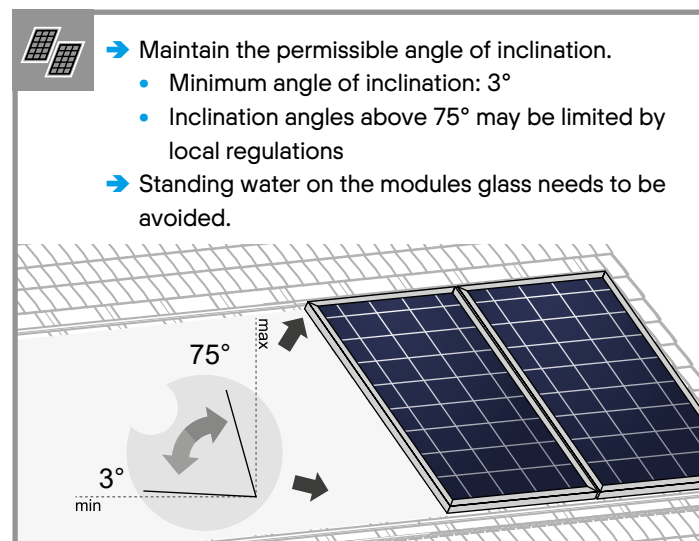 Maintain the permissible angle of inclination.
• Minimum angle of inclination: 3°
• Inclination angles above 75° may be limited by
local regulations
Standing water on the modules glass needs to be
avoided.
max
75°
3°
min